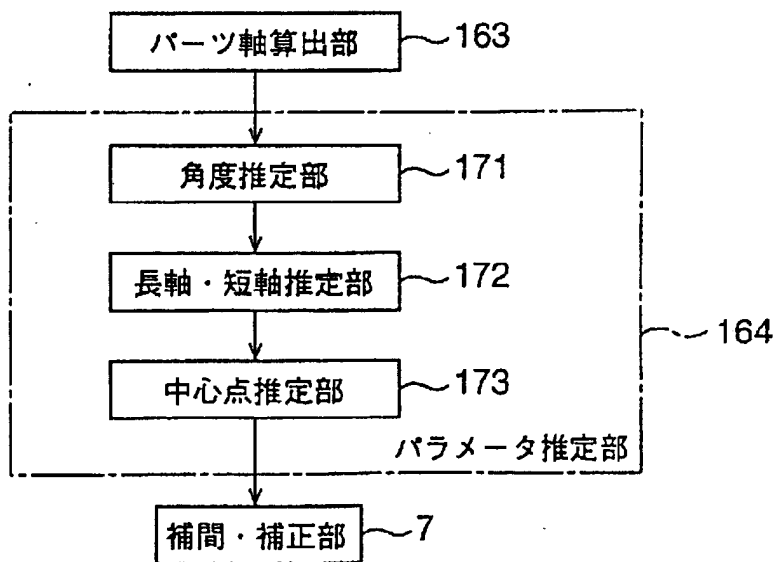 パーツ軸算出部 163
角度推定部 171
長軸・短軸推定部 172
164
中心点推定部 173
パラメータ推定部
補間・補正部 7